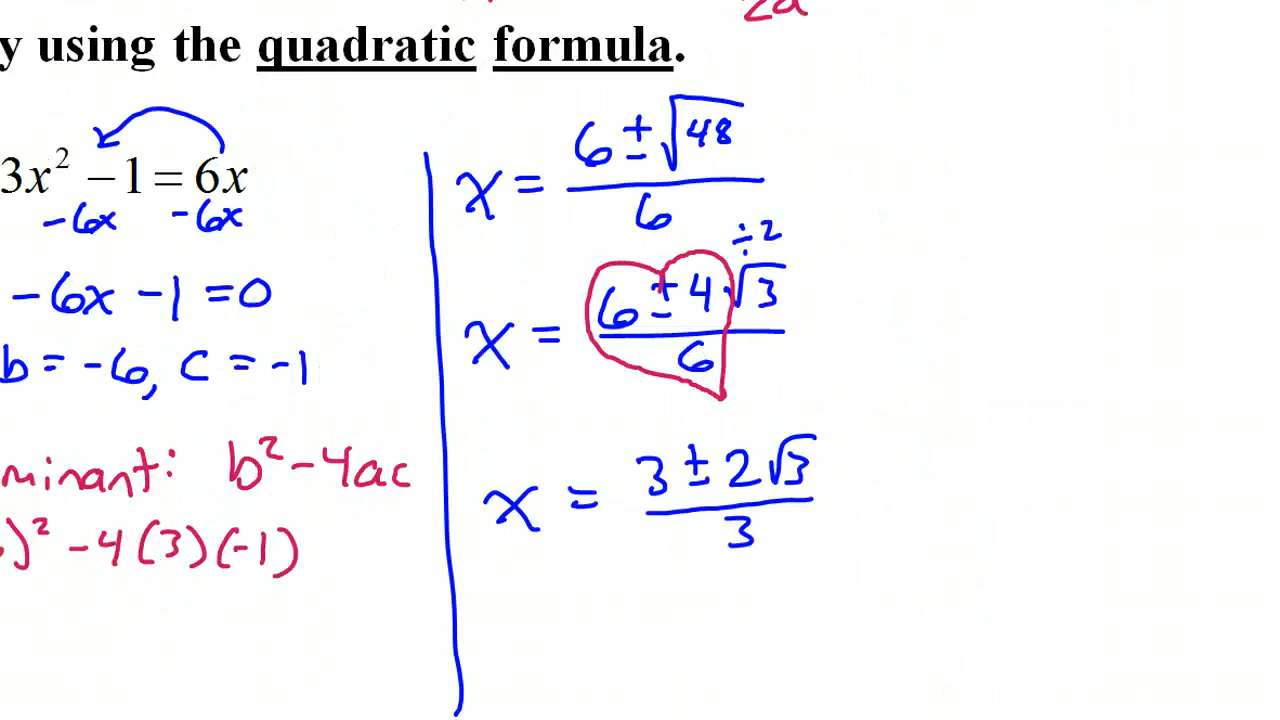 2a
y using the quadratic formula.
3x² − 1 = 6x
−6x −6x
−6x −1 = 0
b = −6, c = −1
minant: b² − 4ac
)² − 4(3)(−1)
x = (6 ± √48)/6
÷2
x = (6 ± 4√3)/6
x = (3 ± 2√3)/3